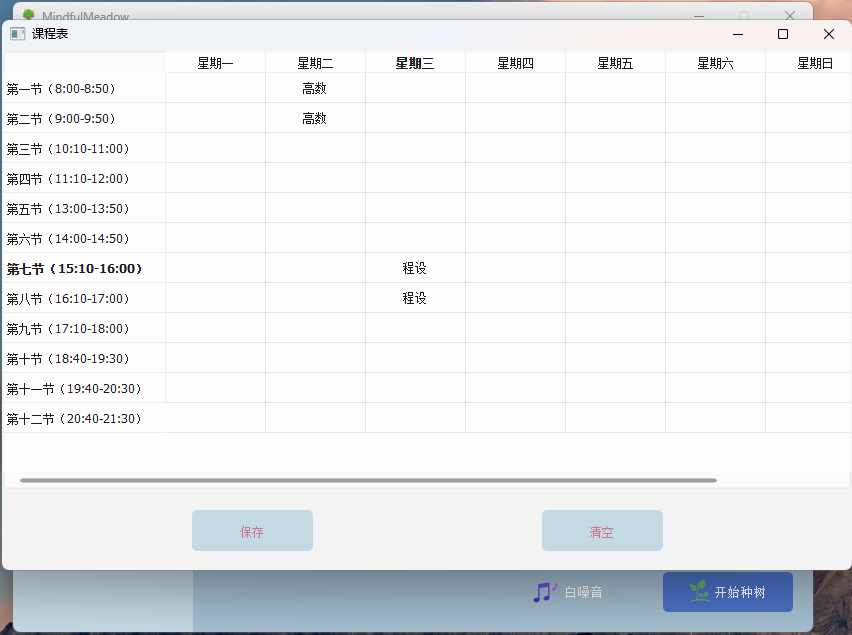 MindfulMeadow
课程表
星期一 星期二 星期三 星期四 星期五 星期六 星期日
第一节（8:00-8:50） 高数
第二节（9:00-9:50） 高数
第三节（10:10-11:00）
第四节（11:10-12:00）
第五节（13:00-13:50）
第六节（14:00-14:50）
第七节（15:10-16:00） 程设
第八节（16:10-17:00） 程设
第九节（17:10-18:00）
第十节（18:40-19:30）
第十一节（19:40-20:30）
第十二节（20:40-21:30）
保存 清空
白噪音 开始种树